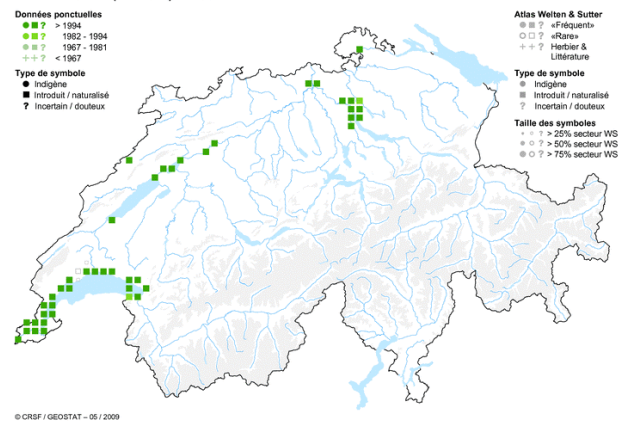 Données ponctuelles
? > 1994
? 1982 - 1994
? 1967 - 1981
++? < 1967
Type de symbole
Indigène
Introduit / naturalisé
? Incertain / douteux
Atlas Welten & Sutter
? «Fréquent»
? «Rare»
++? Herbier &
Littérature
Type de symbole
Indigène
Introduit / naturalisé
? Incertain / douteux
Taille des symboles
? > 25% secteur WS
? > 50% secteur WS
? > 75% secteur WS
© CRSF / GEOSTAT – 05 / 2009